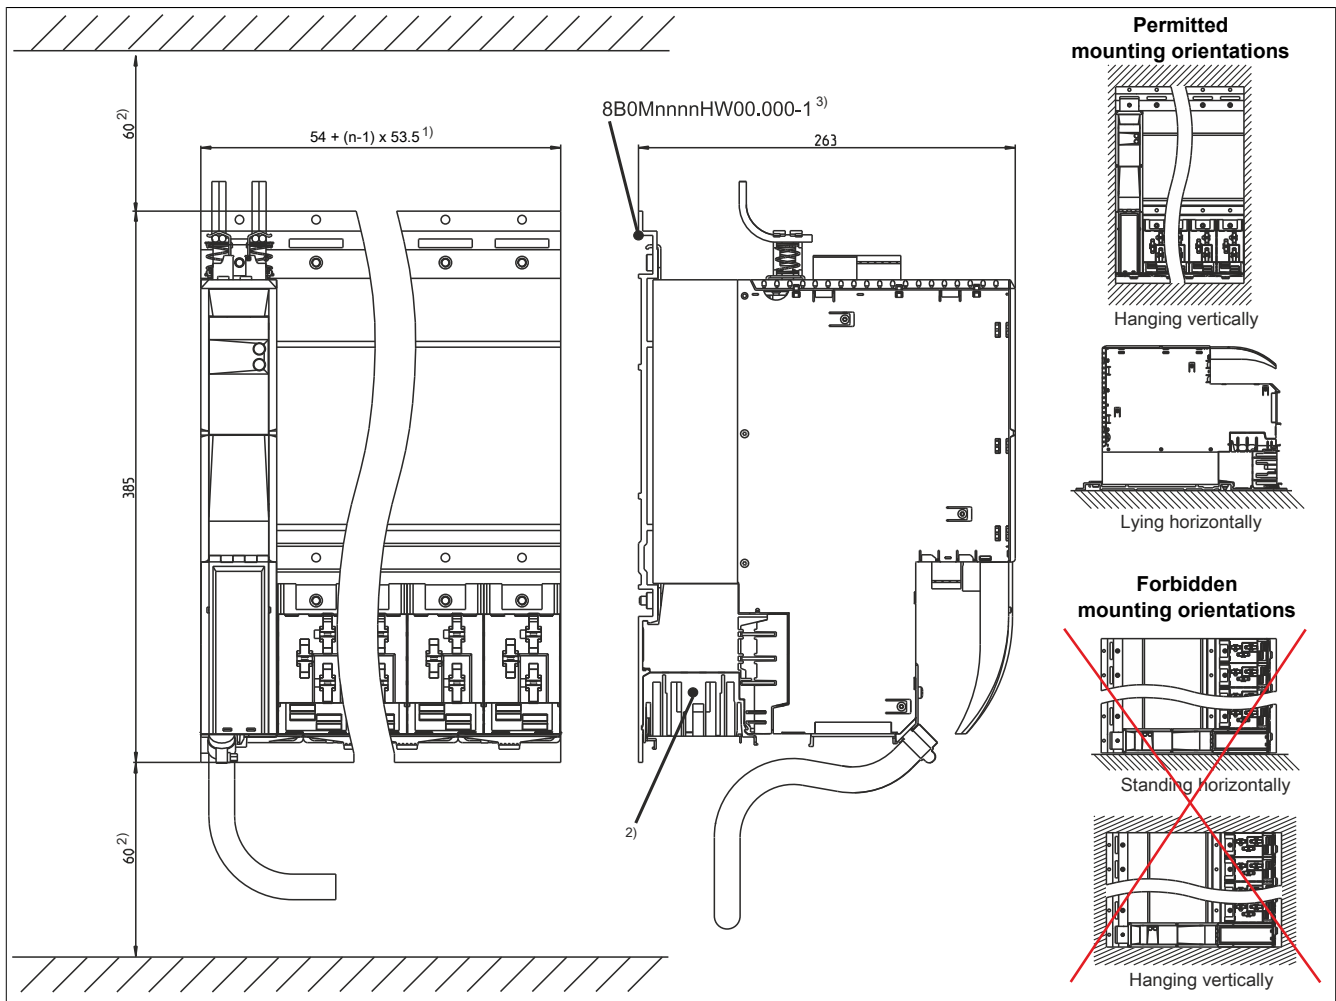 60 2)
54 + (n-1) x 53.5 1)
385
60 2)
8B0MnnnnHW00.000-1 3)
263
2)
Permitted
mounting orientations
Hanging vertically
Lying horizontally
Forbidden
mounting orientations
Standing horizontally
Hanging vertically